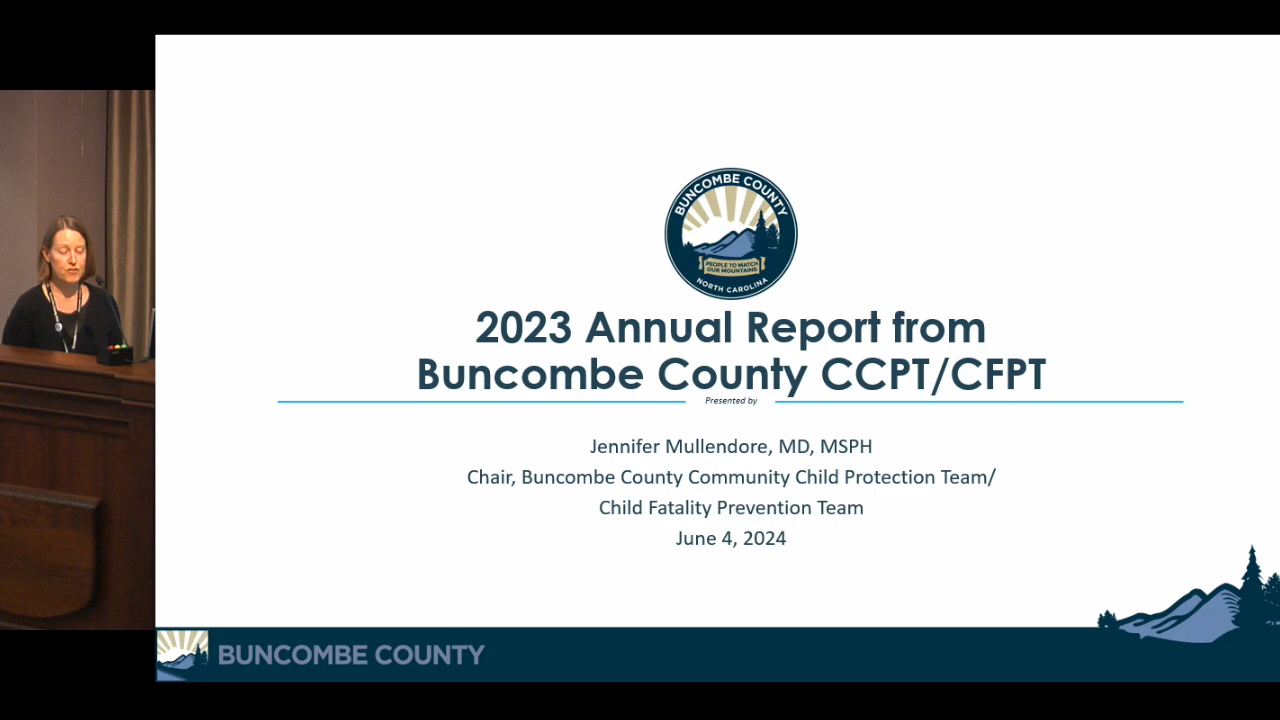 BUNCOMBE COUNTY
PEOPLE TO MATCH
OUR MOUNTAINS
NORTH CAROLINA
2023 Annual Report from
Buncombe County CCPT/CFPT
Presented by
Jennifer Mullendore, MD, MSPH
Chair, Buncombe County Community Child Protection Team/
Child Fatality Prevention Team
June 4, 2024
BUNCOMBE COUNTY